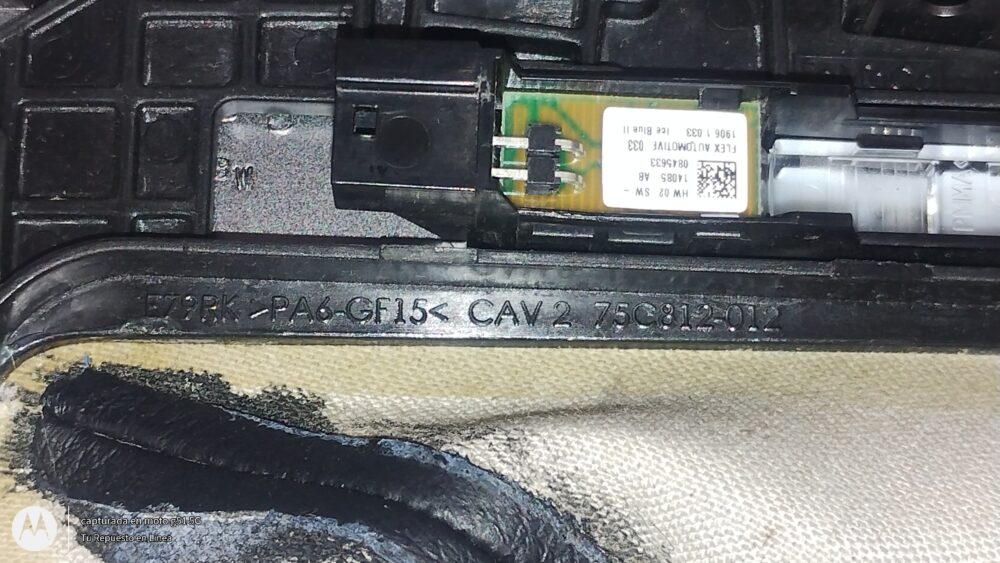 HW 02 SW -
14085 AB
0845633
FLEX AUTOMOTIVE 033
1906.1.033 Ice Blue II
E79RK >PA6-GF15< CAV 2 75C812-012
capturada en moto g51 5G
Tu Repuesto en Línea